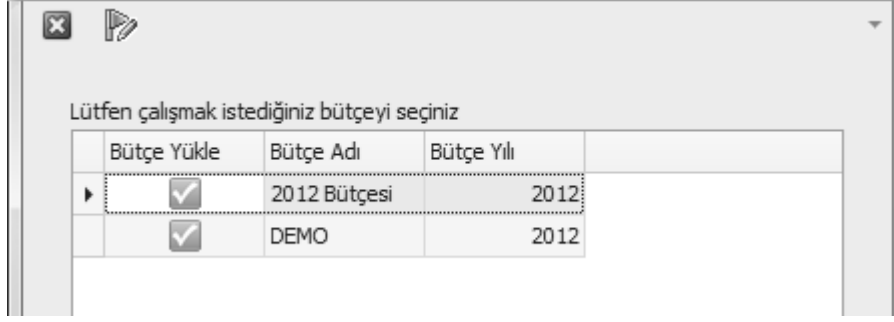 Lütfen çalışmak istediğiniz bütçeyi seçiniz
Bütçe Yükle Bütçe Adı Bütçe Yılı
2012 Bütçesi 2012
DEMO 2012